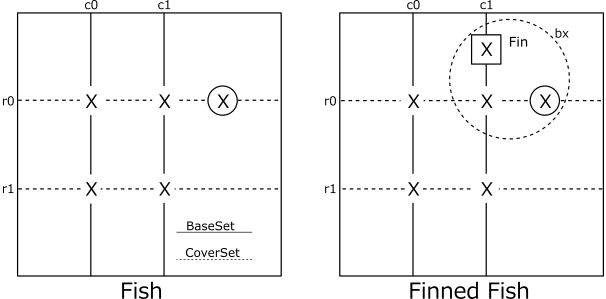 c0 c1
r0 X X X
r1 X X
BaseSet
CoverSet
Fish
c0 c1
bx
X Fin
r0 X X X
r1 X X
Finned Fish